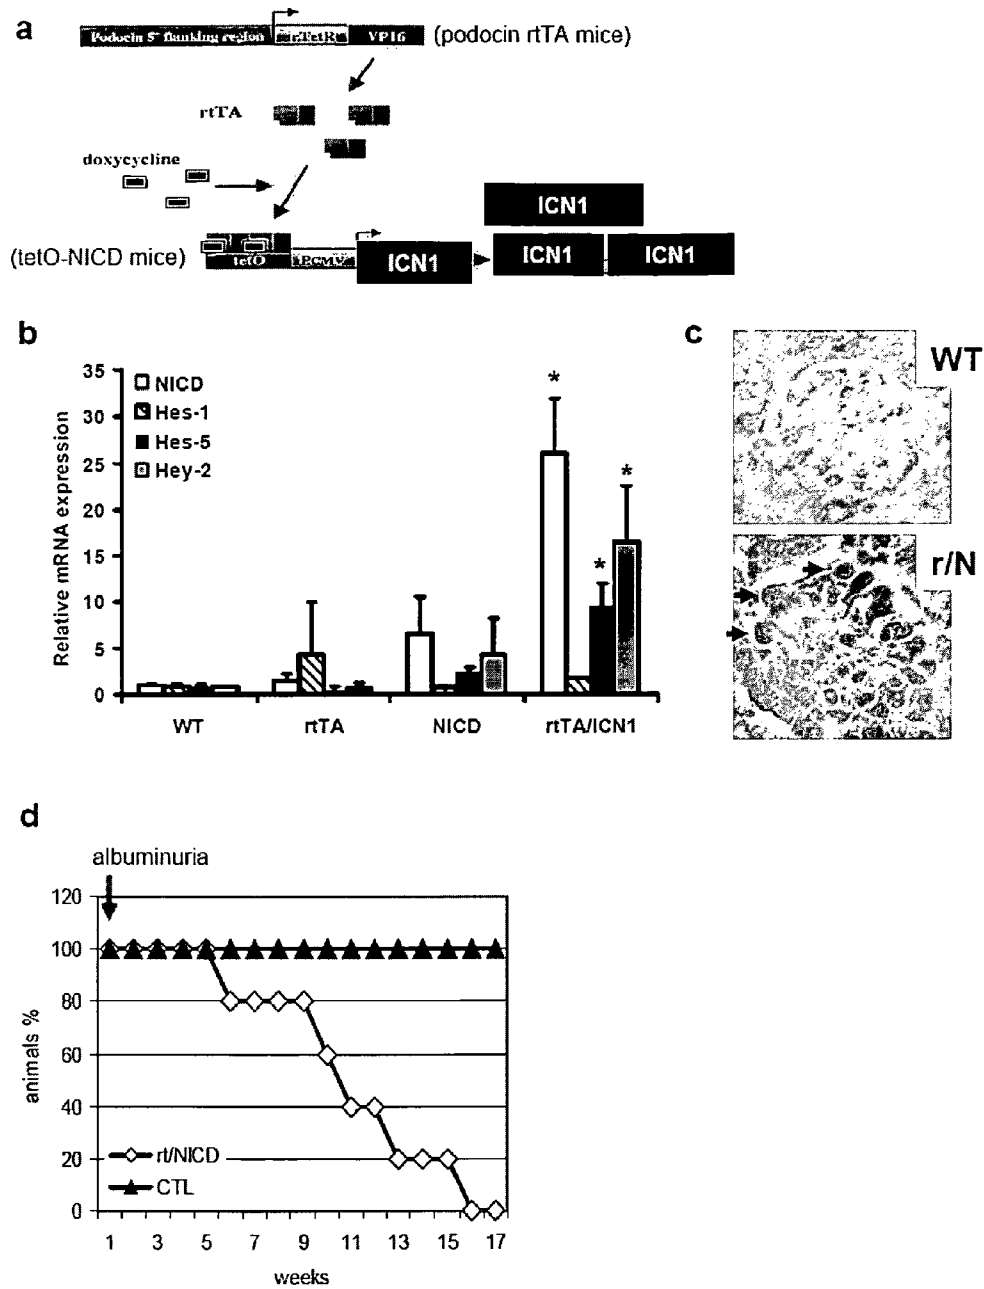 a
Podocin 5' flanking region rTetR VP16 (podocin rtTA mice)
rtTA
doxycycline
ICN1
(tetO-NICD mice) tetO PCMV ICN1 ICN1 ICN1
b
c
35
30
25
20
15
10
5
0
Relative mRNA expression
NICD
Hes-1
Hes-5
Hey-2
*
*
*
WT rtTA NICD rtTA/ICN1
WT
r/N
d
albuminuria
120
100
80
60
40
20
0
animals %
rt/NICD
CTL
1 3 5 7 9 11 13 15 17
weeks